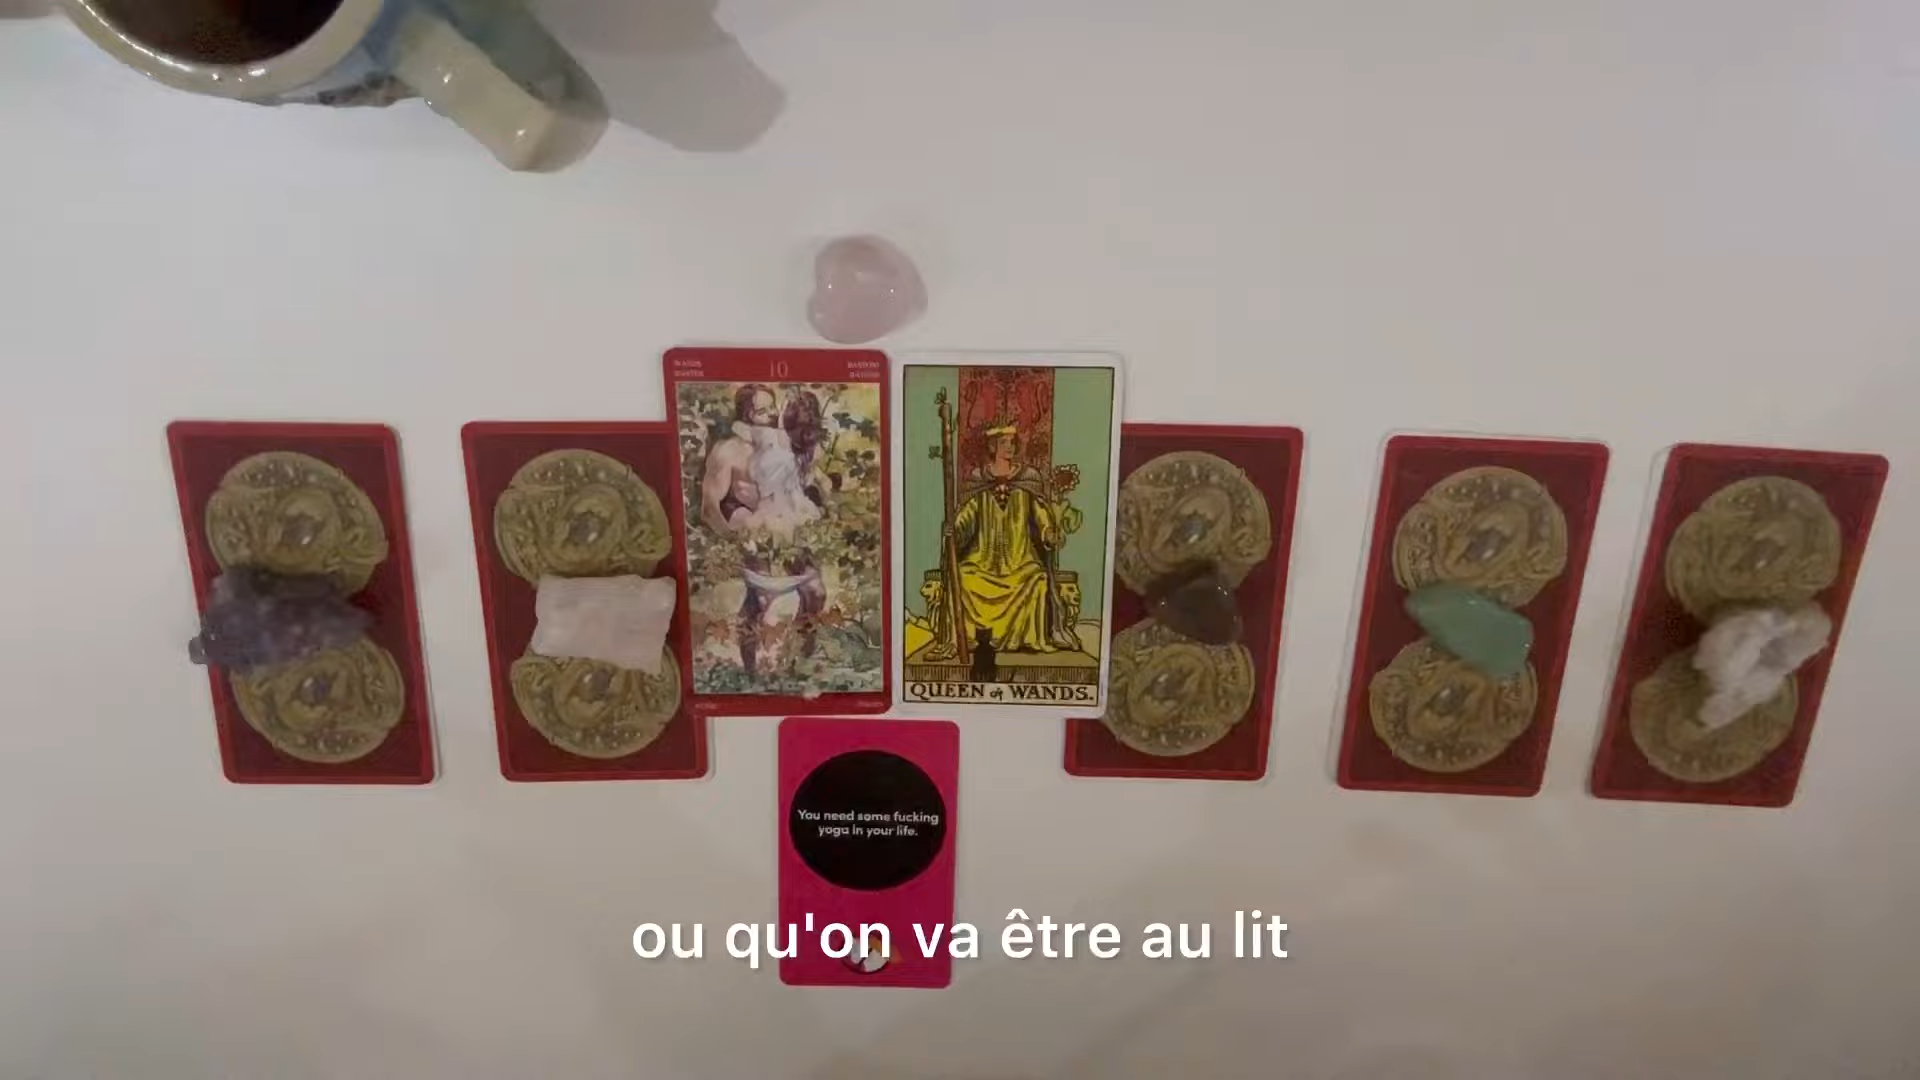 10
QUEEN of WANDS.
You need some fucking
yoga in your life.
ou qu'on va être au lit